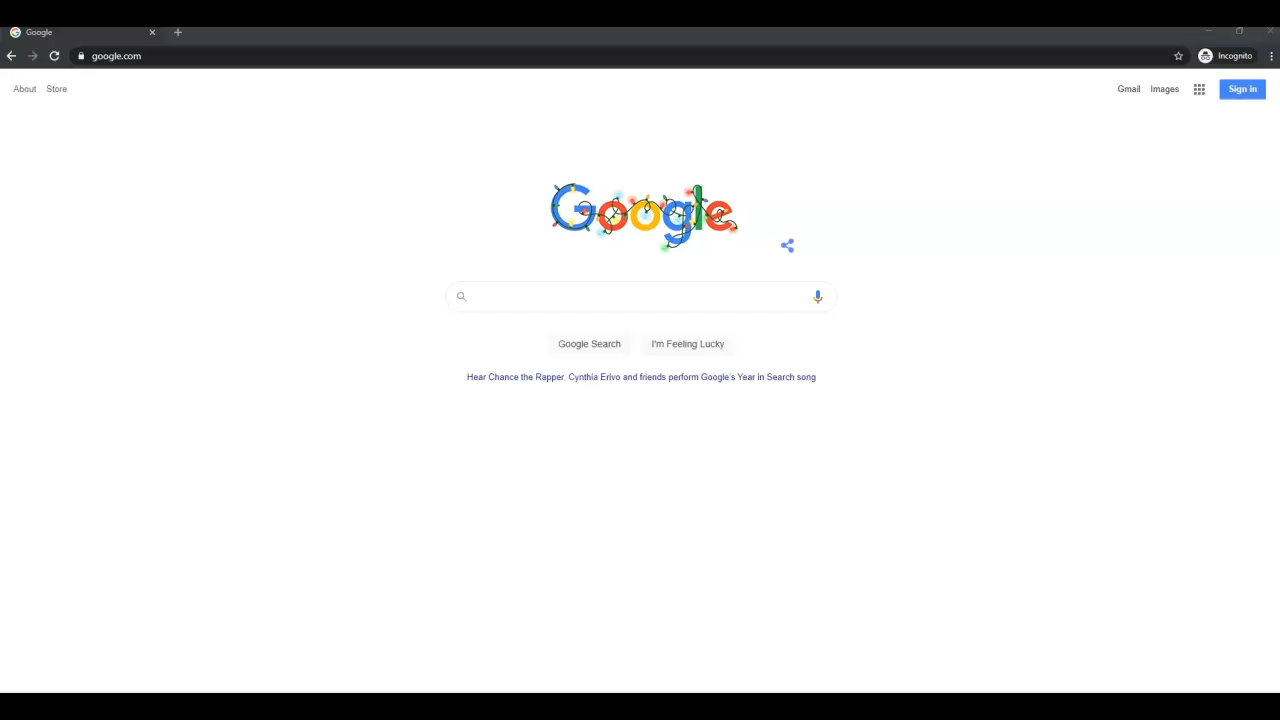 Google
google.com
Incognito
About Store
Gmail Images Sign in
Google
Google Search I'm Feeling Lucky
Hear Chance the Rapper, Cynthia Erivo and friends perform Google's Year in Search song